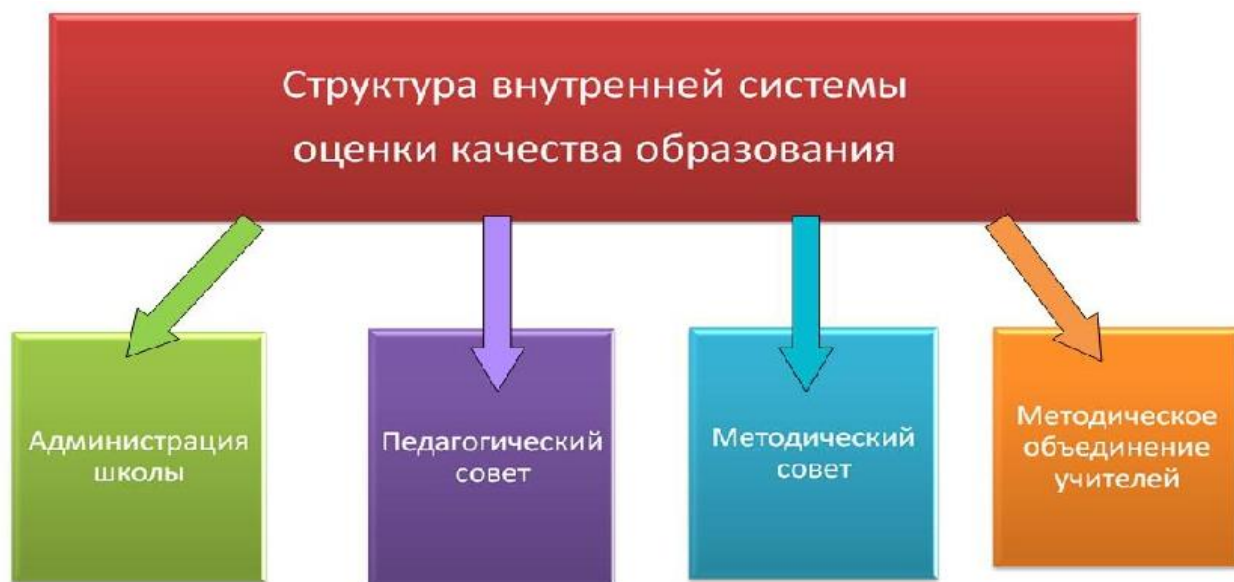 Структура внутренней системы
оценки качества образования
Администрация
школы
Педагогический
совет
Методический
совет
Методическое
объединение
учителей